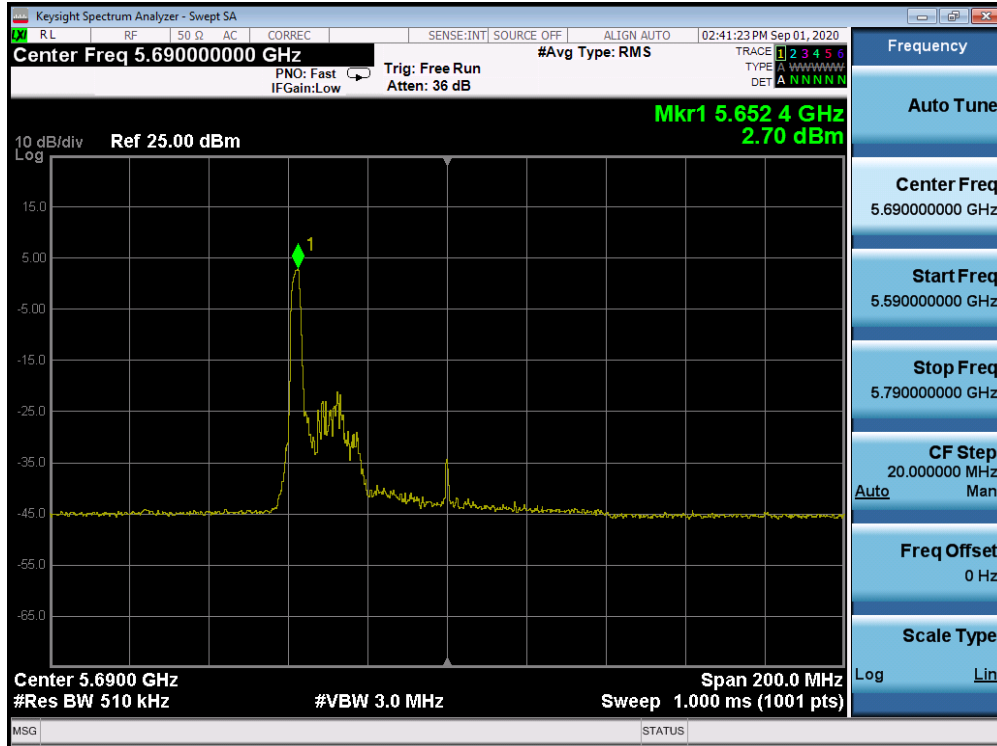 Keysight Spectrum Analyzer - Swept SA
LXI RL RF 50 Ω AC CORREC SENSE:INT SOURCE OFF ALIGN AUTO 02:41:23 PM Sep 01, 2020
Center Freq 5.690000000 GHz
PNO: Fast
IFGain:Low
Trig: Free Run
Atten: 36 dB
#Avg Type: RMS
TRACE 1 2 3 4 5 6
TYPE A WWWWW
DET A N N N N N
Mkr1 5.652 4 GHz
2.70 dBm
10 dB/div
Log
Ref 25.00 dBm
15.0
5.00
-5.00
-15.0
-25.0
-35.0
-45.0
-55.0
-65.0
1
Center 5.6900 GHz
Span 200.0 MHz
#Res BW 510 kHz
#VBW 3.0 MHz
Sweep 1.000 ms (1001 pts)
MSG
STATUS
Frequency
Auto Tune
Center Freq
5.690000000 GHz
Start Freq
5.590000000 GHz
Stop Freq
5.790000000 GHz
CF Step
20.000000 MHz
Auto Man
Freq Offset
0 Hz
Scale Type
Log Lin